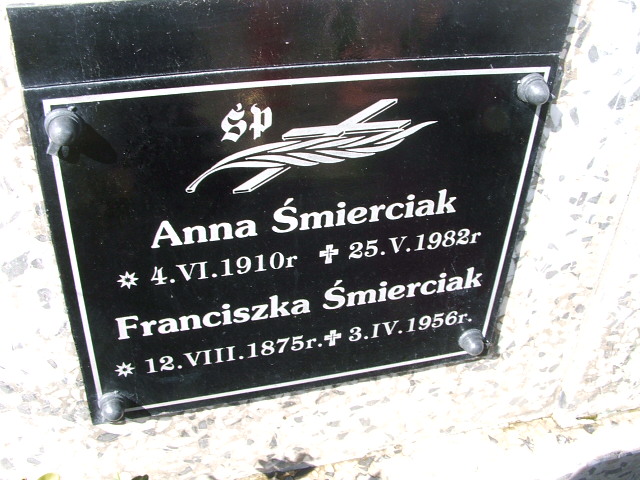 ŚP
Anna Śmierciak
* 4.VI.1910r ✝ 25.V.1982r
Franciszka Śmierciak
* 12.VIII.1875r. ✝ 3.IV.1956r.